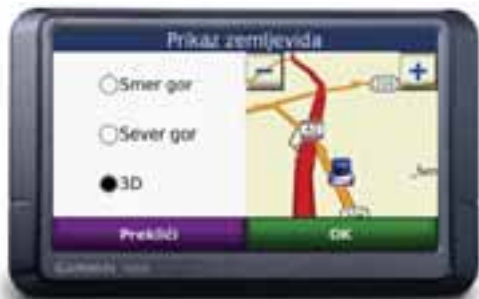 Prikaz zemljevida
Smer gor
Sever gor
3D
Prekliči
OK
GARMIN